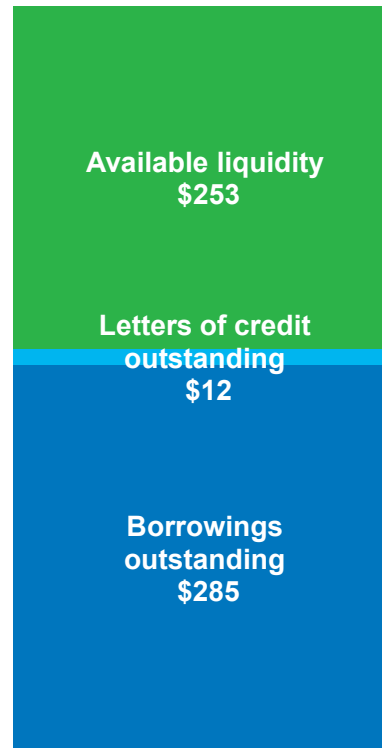 Available liquidity
$253
Letters of credit
outstanding
$12
Borrowings
outstanding
$285